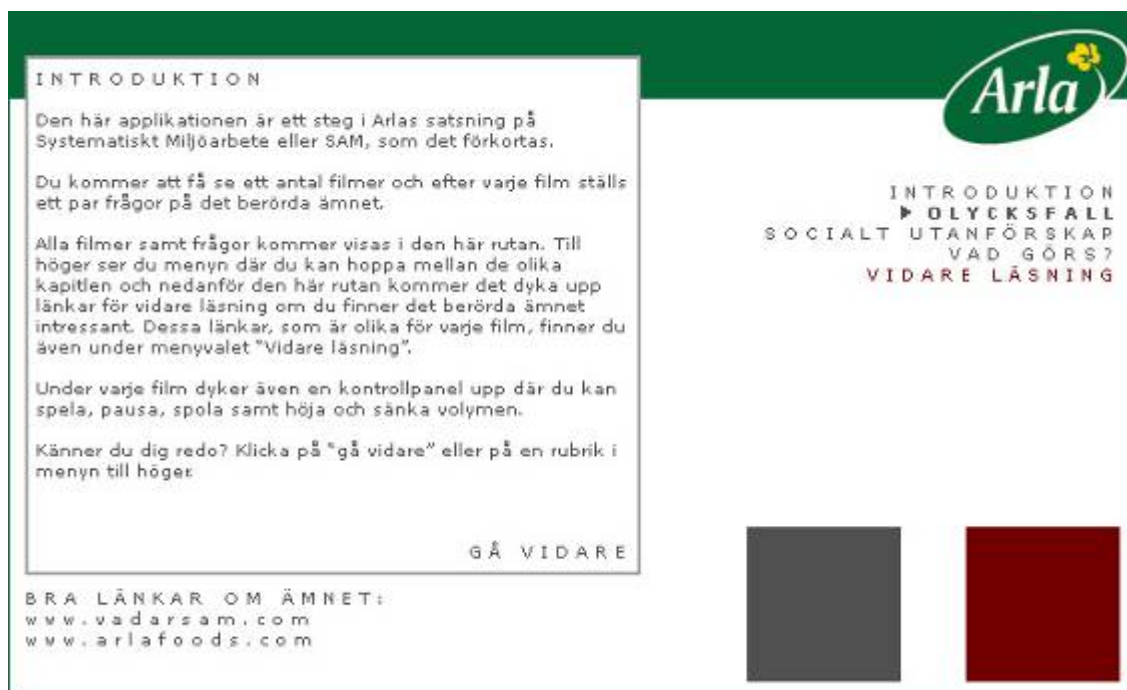 INTRODUKTION
Den här applikationen är ett steg i Arlas satsning på
Systematiskt Miljöarbete eller SAM, som det förkortas.
Du kommer att få se ett antal filmer och efter varje film ställs
ett par frågor på det berörda ämnet.
Alla filmer samt frågor kommer visas i den här rutan. Till
höger ser du menyn där du kan hoppa mellan de olika
kapitlen och nedanför den här rutan kommer det dyka upp
länkar för vidare läsning om du finner det berörda ämnet
intressant. Dessa länkar, som är olika för varje film, finner du
även under menyvalet "Vidare läsning".
Under varje film dyker även en kontrollpanel upp där du kan
spela, pausa, spola samt höja och sänka volymen.
Känner du dig redo? Klicka på "gå vidare" eller på en rubrik i
menyn till höger.
GÅ VIDARE
BRA LÄNKAR OM ÄMNET:
www.vadarsam.com
www.arlafoods.com
Arla
INTRODUKTION
OLYCKSFALL
SOCIALT UTANFÖRSKAP
VAD GÖRS?
VIDARE LÄSNING